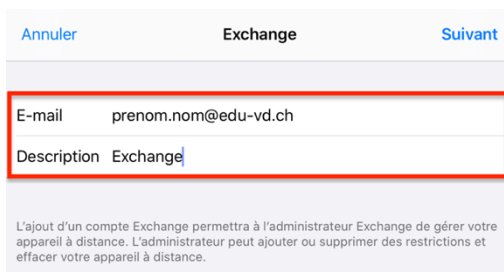 Annuler Exchange Suivant
E-mail prenom.nom@edu-vd.ch
Description Exchange
L'ajout d'un compte Exchange permettra à l'administrateur Exchange de gérer votre
appareil à distance. L'administrateur peut ajouter ou supprimer des restrictions et
effacer votre appareil à distance.